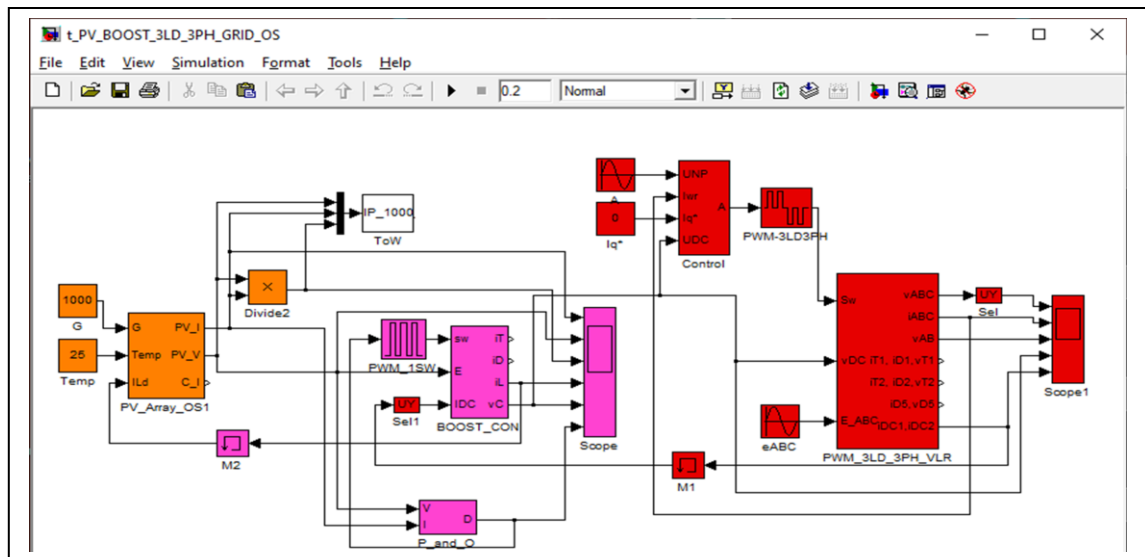 t_PV_BOOST_3LD_3PH_GRID_OS
File Edit View Simulation Format Tools Help
0.2 Normal
A
UNP
Iwr
Iq*
UDC
A
Control
0
Iq*
PWM-3LD3PH
IP_1000
ToW
Divide2
1000
G
25
Temp
G
Temp
ILd
PV_I
PV_V
C_I
PV_Array_OS1
PWM_1SW
UY
Sel1
sw
E
IDC
iT
iD
iL
vC
BOOST_CON
Scope
M2
V
I
D
P_and_O
M1
eABC
Sw
vDC
E_ABC
vABC
iABC
vAB
iT1, iD1,vT1
iT2, iD2,vT2
iD5,vD5
iDC1,iDC2
PWM_3LD_3PH_VLR
UY
Sel
Scope1